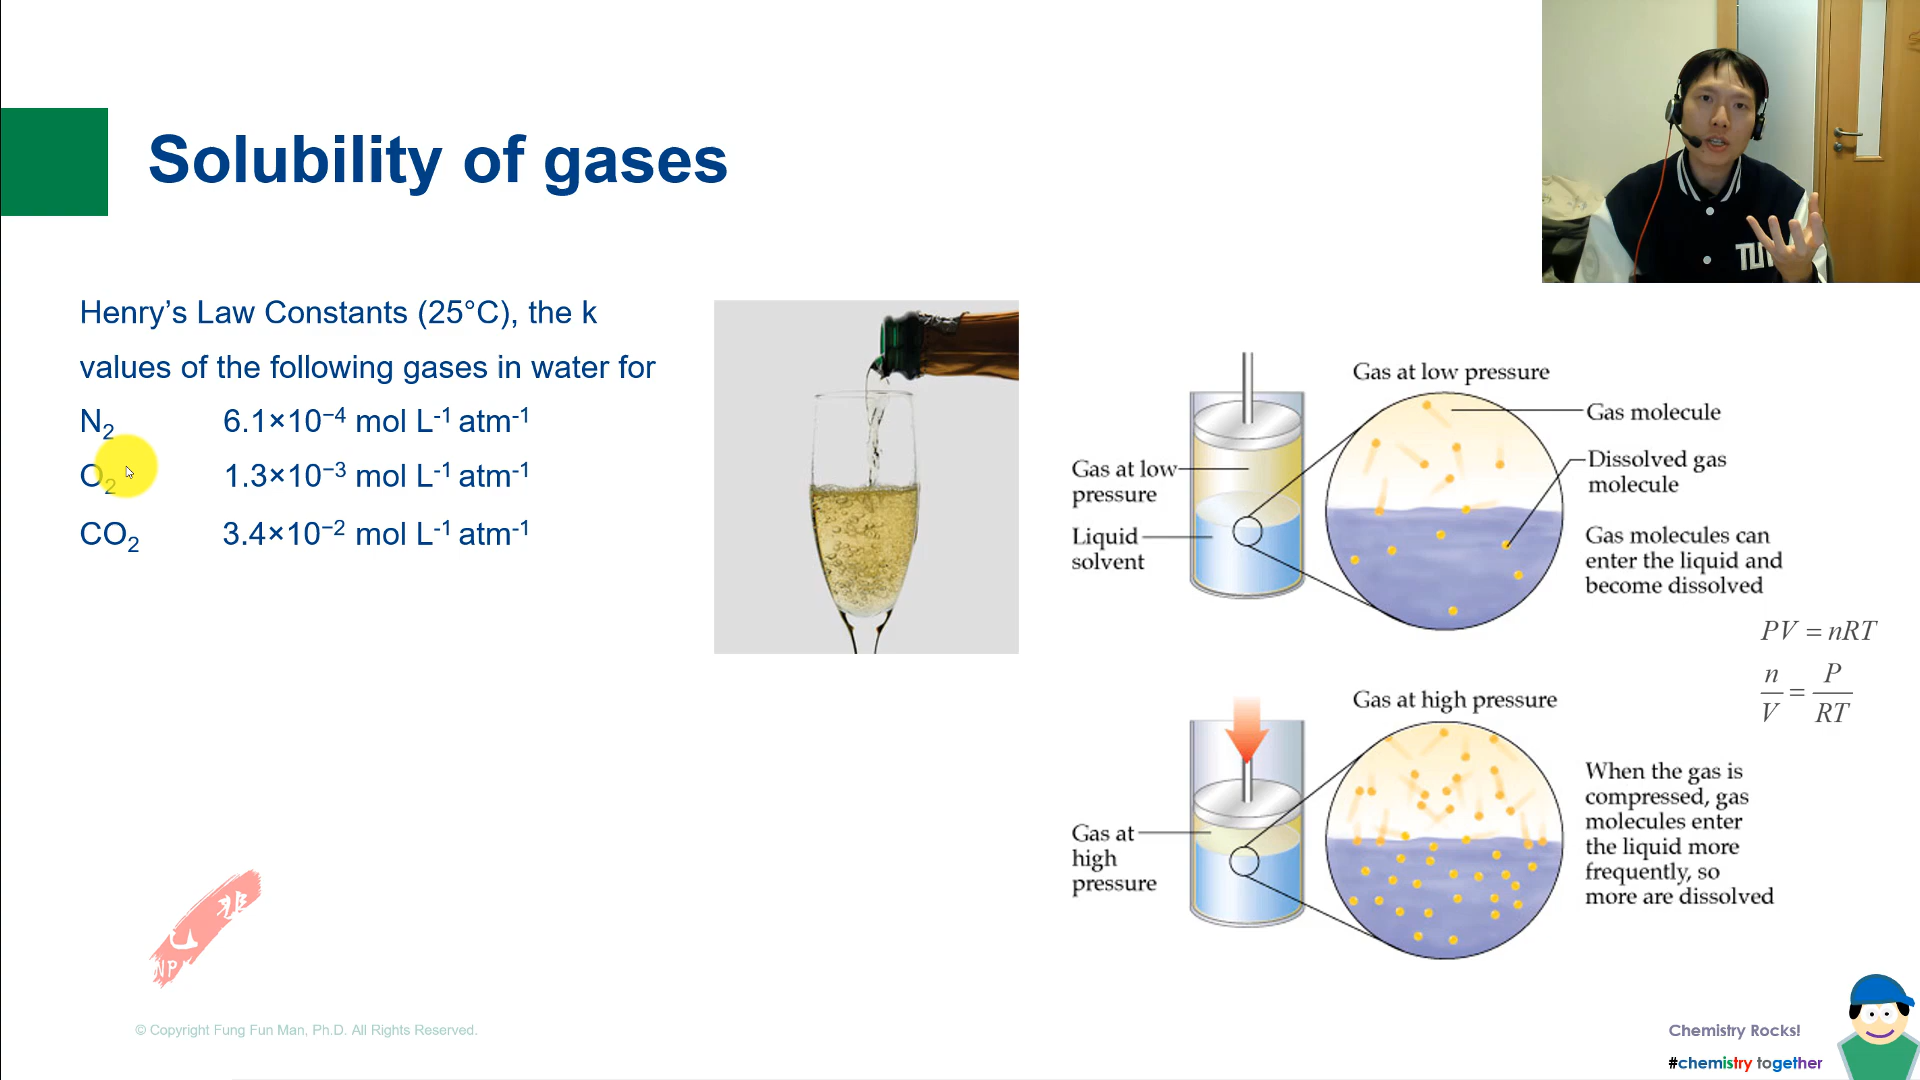 Solubility of gases
Henry’s Law Constants (25°C), the k
values of the following gases in water for
N₂ 6.1×10⁻⁴ mol L⁻¹ atm⁻¹
O₂ 1.3×10⁻³ mol L⁻¹ atm⁻¹
CO₂ 3.4×10⁻² mol L⁻¹ atm⁻¹
Gas at low pressure
Gas molecule
Gas at low
pressure
Dissolved gas
molecule
Liquid
solvent
Gas molecules can
enter the liquid and
become dissolved
PV = nRT
n/V = P/RT
Gas at high pressure
Gas at
high
pressure
When the gas is
compressed, gas
molecules enter
the liquid more
frequently, so
more are dissolved
© Copyright Fung Fun Man, Ph.D. All Rights Reserved.
Chemistry Rocks!
#chemistry together